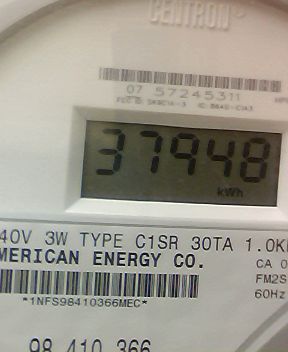 CENTRON
07 57245311
37948
kWh
40V 3W TYPE C1SR 30TA 1.0K
MERICAN ENERGY CO.
CA 0
FM2S
60Hz
*1NFS98410366MEC*
98 410 366